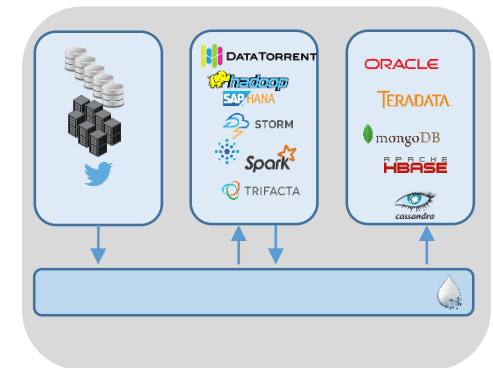 DATATORRENT
hadoop
SAP HANA
STORM
Spark
TRIFACTA
ORACLE
TERADATA.
mongoDB
APACHE
HBASE
cassandra